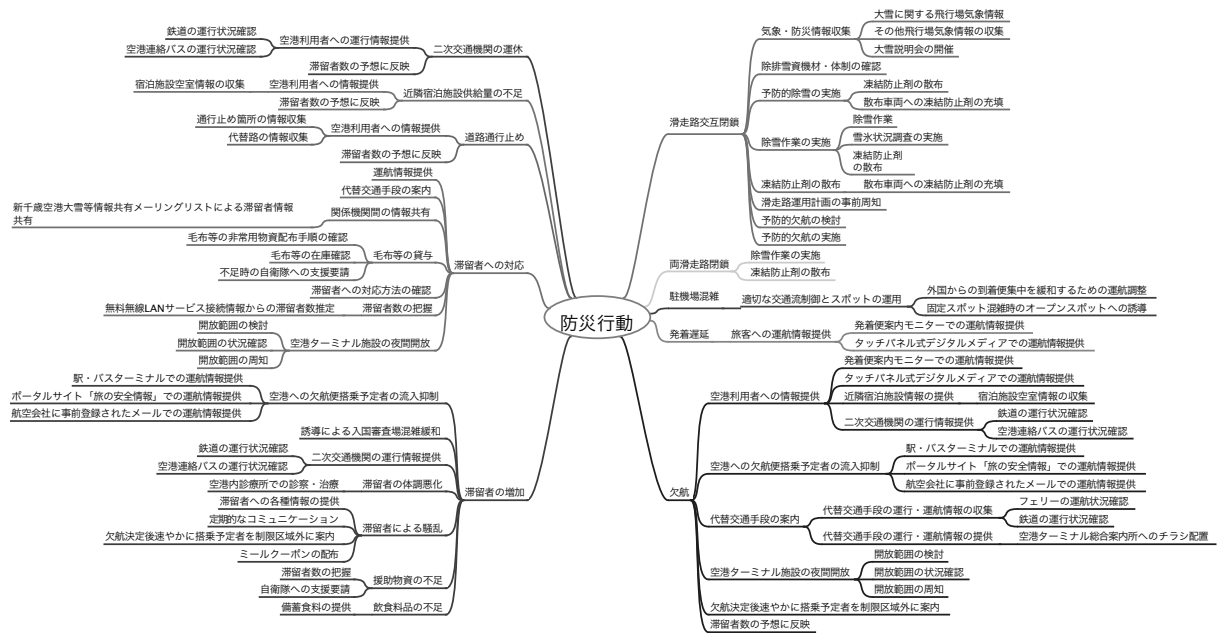 防災行動
滑走路交互閉鎖
気象・防災情報収集
大雪に関する飛行場気象情報
その他飛行場気象情報の収集
大雪説明会の開催
除排雪資機材・体制の確認
予防的除雪の実施
凍結防止剤の散布
散布車両への凍結防止剤の充填
除雪作業の実施
除雪作業
雪氷状況調査の実施
凍結防止剤
の散布
凍結防止剤の散布
散布車両への凍結防止剤の充填
滑走路運用計画の事前周知
予防的欠航の検討
予防的欠航の実施
両滑走路閉鎖
除雪作業の実施
凍結防止剤の散布
駐機場混雑
適切な交通流制御とスポットの運用
外国からの到着便集中を緩和するための運航調整
固定スポット混雑時のオープンスポットへの誘導
発着遅延
旅客への運航情報提供
発着便案内モニターでの運航情報提供
タッチパネル式デジタルメディアでの運航情報提供
欠航
空港利用者への情報提供
発着便案内モニターでの運航情報提供
タッチパネル式デジタルメディアでの運航情報提供
近隣宿泊施設情報の提供
宿泊施設空室情報の収集
二次交通機関の運行情報提供
鉄道の運行状況確認
空港連絡バスの運行状況確認
空港への欠航便搭乗予定者の流入抑制
駅・バスターミナルでの運航情報提供
ポータルサイト「旅の安全情報」での運航情報提供
航空会社に事前登録されたメールでの運航情報提供
代替交通手段の案内
代替交通手段の運行・運航情報の収集
フェリーの運航状況確認
鉄道の運行状況確認
代替交通手段の運行・運航情報の提供
空港ターミナル総合案内所へのチラシ配置
空港ターミナル施設の夜間開放
開放範囲の検討
開放範囲の状況確認
開放範囲の周知
欠航決定後速やかに搭乗予定者を制限区域外に案内
滞留者数の予想に反映
二次交通機関の運休
空港利用者への運行情報提供
鉄道の運行状況確認
空港連絡バスの運行状況確認
滞留者数の予想に反映
近隣宿泊施設供給量の不足
空港利用者への情報提供
宿泊施設空室情報の収集
滞留者数の予想に反映
道路通行止め
空港利用者への情報提供
通行止め箇所の情報収集
代替路の情報収集
滞留者数の予想に反映
滞留者への対応
運航情報提供
代替交通手段の案内
関係機関間の情報共有
新千歳空港大雪等情報共有メーリングリストによる滞留者情報
共有
毛布等の貸与
毛布等の非常用物資配布手順の確認
毛布等の在庫確認
不足時の自衛隊への支援要請
滞留者への対応方法の確認
滞留者数の把握
無料無線LANサービス接続情報からの滞留者数推定
空港ターミナル施設の夜間開放
開放範囲の検討
開放範囲の状況確認
開放範囲の周知
滞留者の増加
空港への欠航便搭乗予定者の流入抑制
駅・バスターミナルでの運航情報提供
ポータルサイト「旅の安全情報」での運航情報提供
航空会社に事前登録されたメールでの運航情報提供
誘導による入国審査場混雑緩和
二次交通機関の運行情報提供
鉄道の運行状況確認
空港連絡バスの運行状況確認
滞留者の体調悪化
空港内診療所での診察・治療
滞留者による騒乱
滞留者への各種情報の提供
定期的なコミュニケーション
欠航決定後速やかに搭乗予定者を制限区域外に案内
ミールクーポンの配布
援助物資の不足
滞留者数の把握
自衛隊への支援要請
飲食料品の不足
備蓄食料の提供